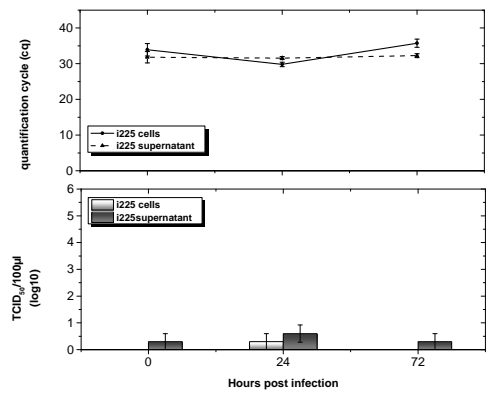 quantification cycle (cq)
40
30
20
10
0
i225 cells
i225 supernatant
TCID50/100µl
(log10)
6
5
4
3
2
1
0
i225 cells
i225supernatant
0
24
72
Hours post infection